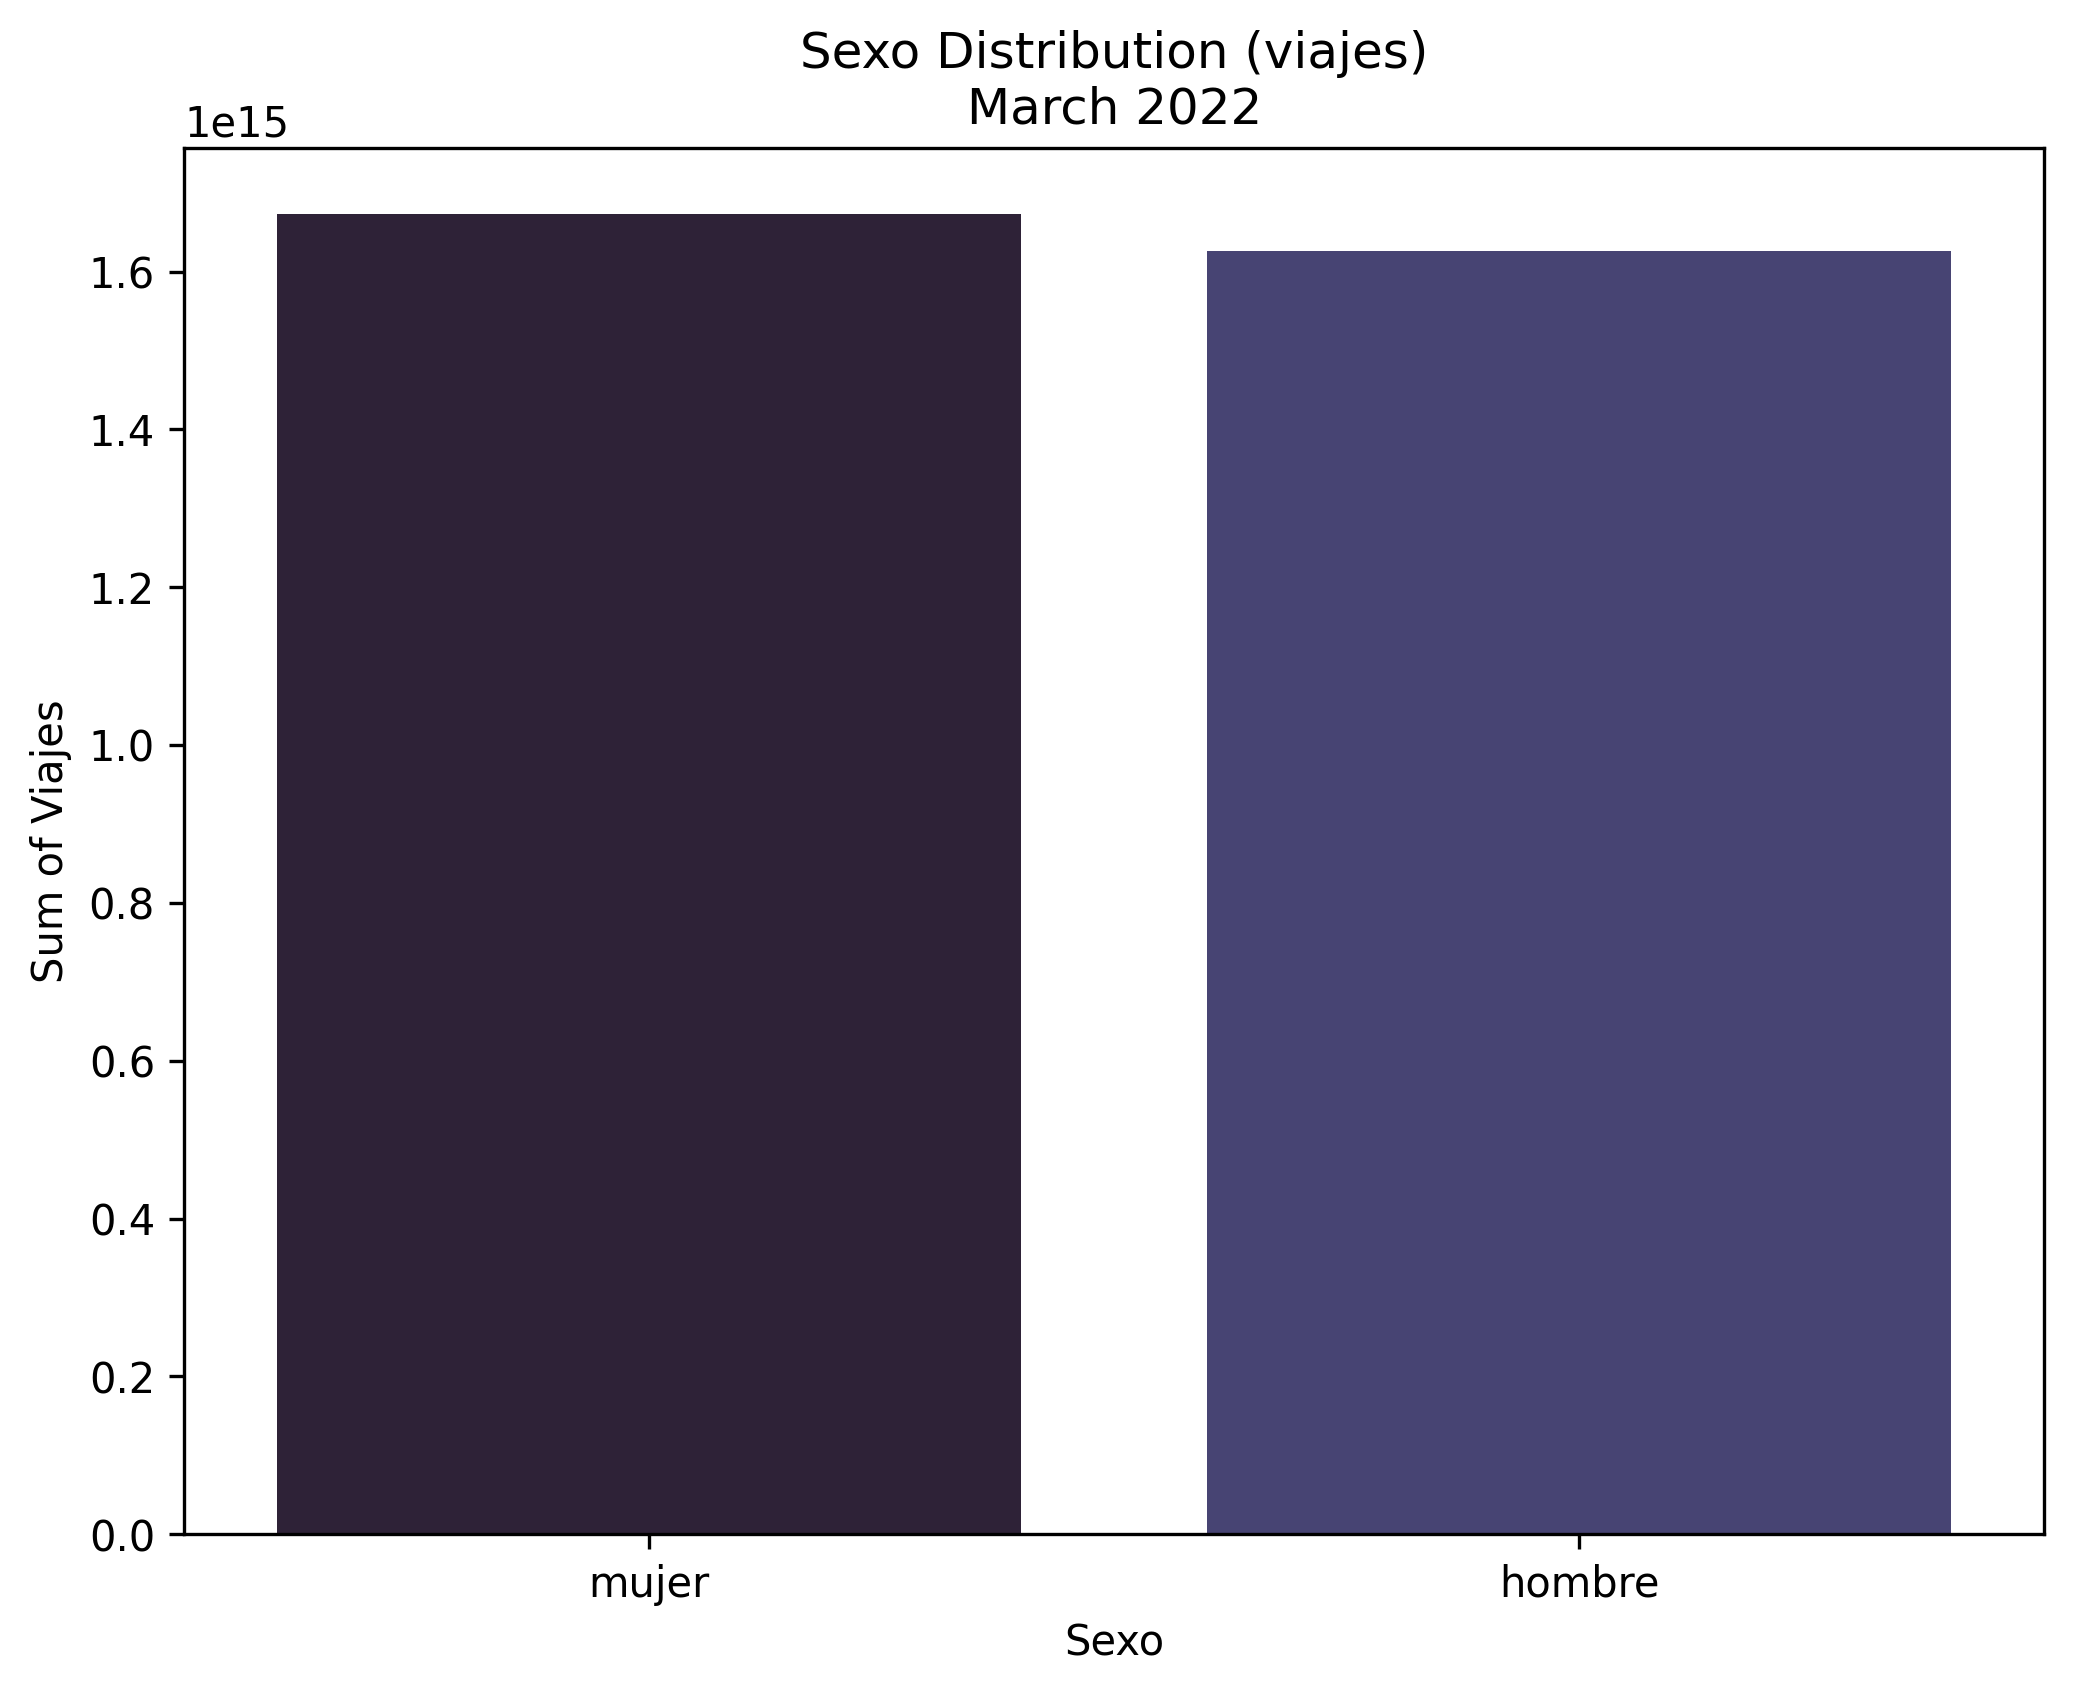 Sexo Distribution (viajes)
March 2022
1e15
1.6
1.4
1.2
1.0
0.8
0.6
0.4
0.2
0.0
Sum of Viajes
mujer
hombre
Sexo